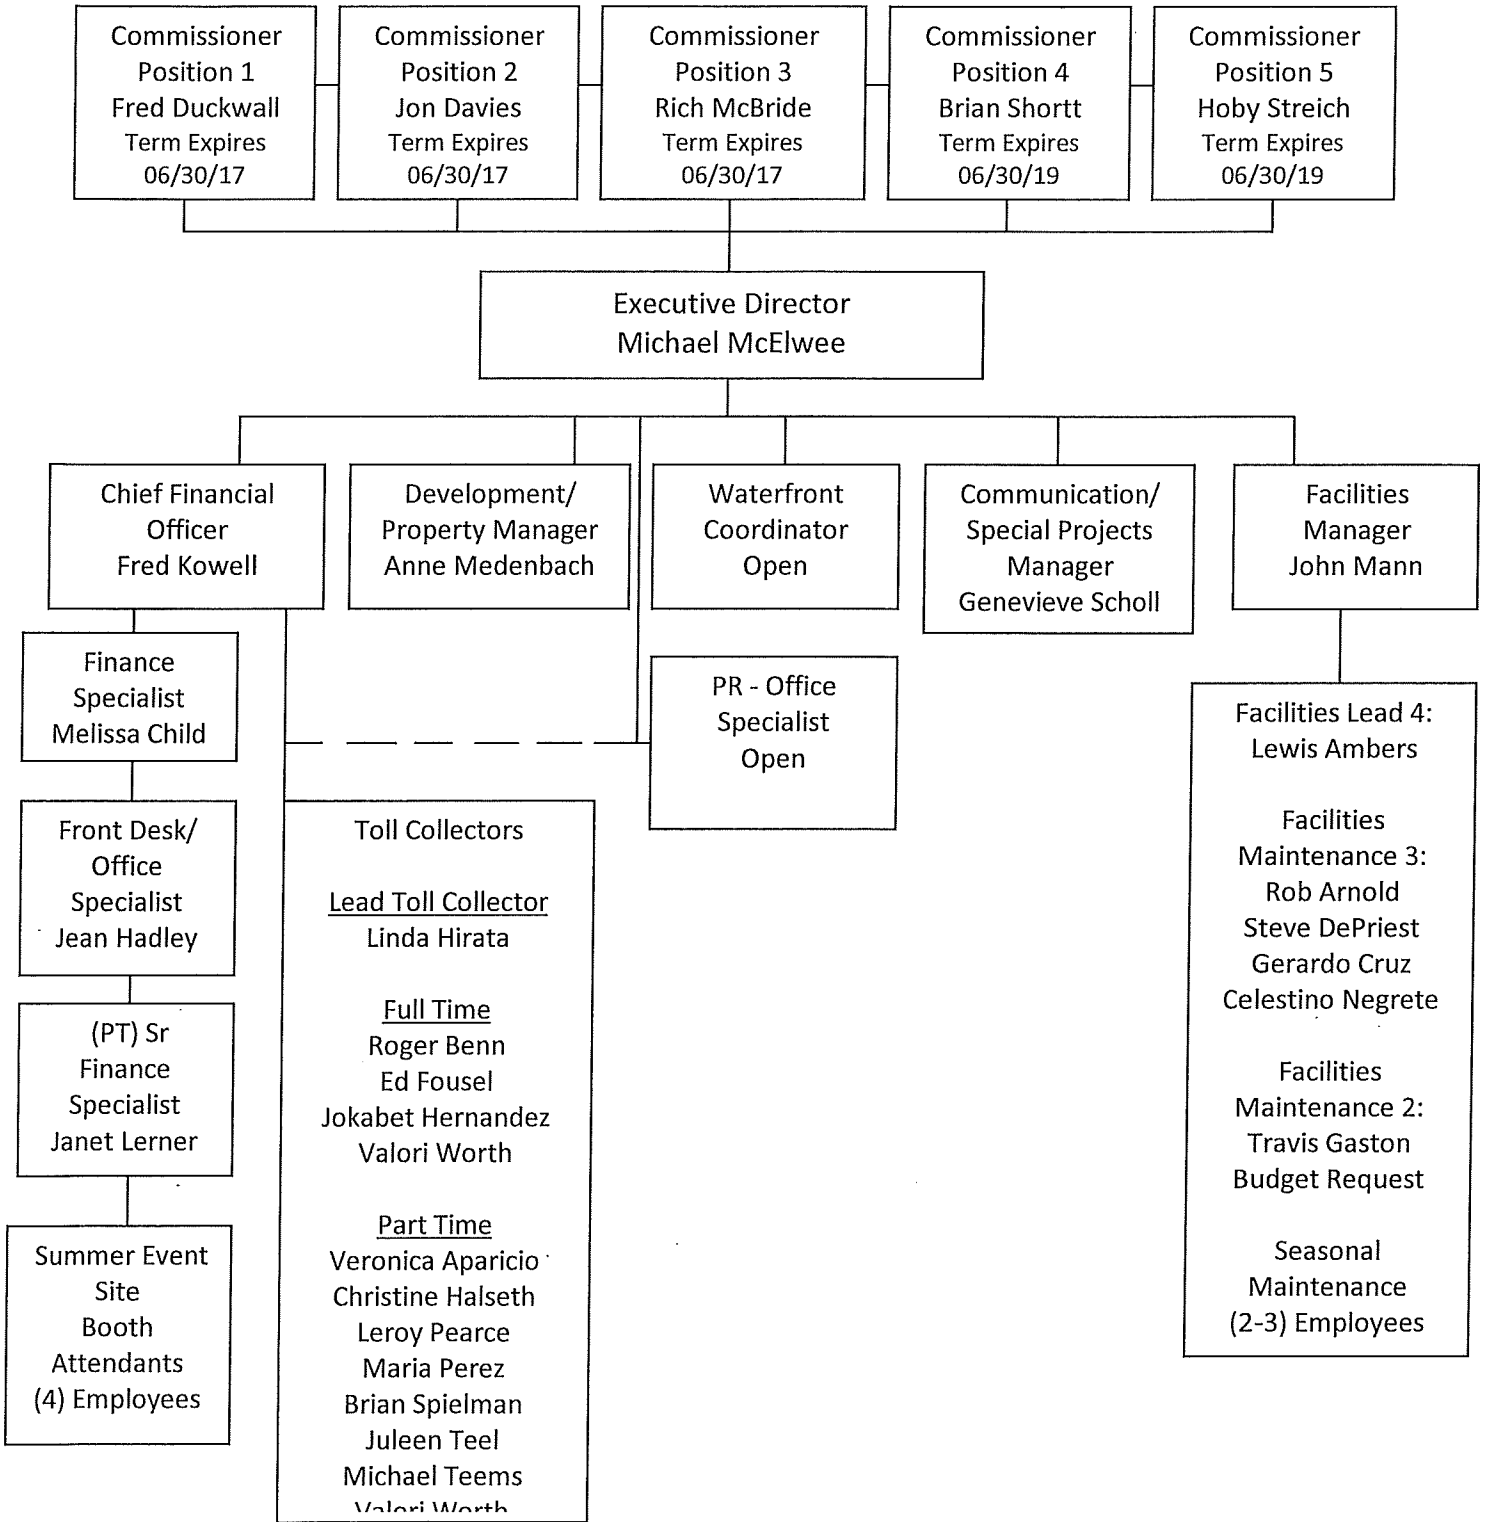 Commissioner
Position 1
Fred Duckwall
Term Expires
06/30/17
Commissioner
Position 2
Jon Davies
Term Expires
06/30/17
Commissioner
Position 3
Rich McBride
Term Expires
06/30/17
Commissioner
Position 4
Brian Shortt
Term Expires
06/30/19
Commissioner
Position 5
Hoby Streich
Term Expires
06/30/19
Executive Director
Michael McElwee
Chief Financial
Officer
Fred Kowell
Development/
Property Manager
Anne Medenbach
Waterfront
Coordinator
Open
Communication/
Special Projects
Manager
Genevieve Scholl
Facilities
Manager
John Mann
Finance
Specialist
Melissa Child
PR - Office
Specialist
Open
Front Desk/
Office
Specialist
Jean Hadley
(PT) Sr
Finance
Specialist
Janet Lerner
Summer Event
Site
Booth
Attendants
(4) Employees
Toll Collectors
Lead Toll Collector
Linda Hirata
Full Time
Roger Benn
Ed Fousel
Jokabet Hernandez
Valori Worth
Part Time
Veronica Aparicio
Christine Halseth
Leroy Pearce
Maria Perez
Brian Spielman
Juleen Teel
Michael Teems
Valori Worth
Facilities Lead 4:
Lewis Ambers
Facilities
Maintenance 3:
Rob Arnold
Steve DePriest
Gerardo Cruz
Celestino Negrete
Facilities
Maintenance 2:
Travis Gaston
Budget Request
Seasonal
Maintenance
(2-3) Employees